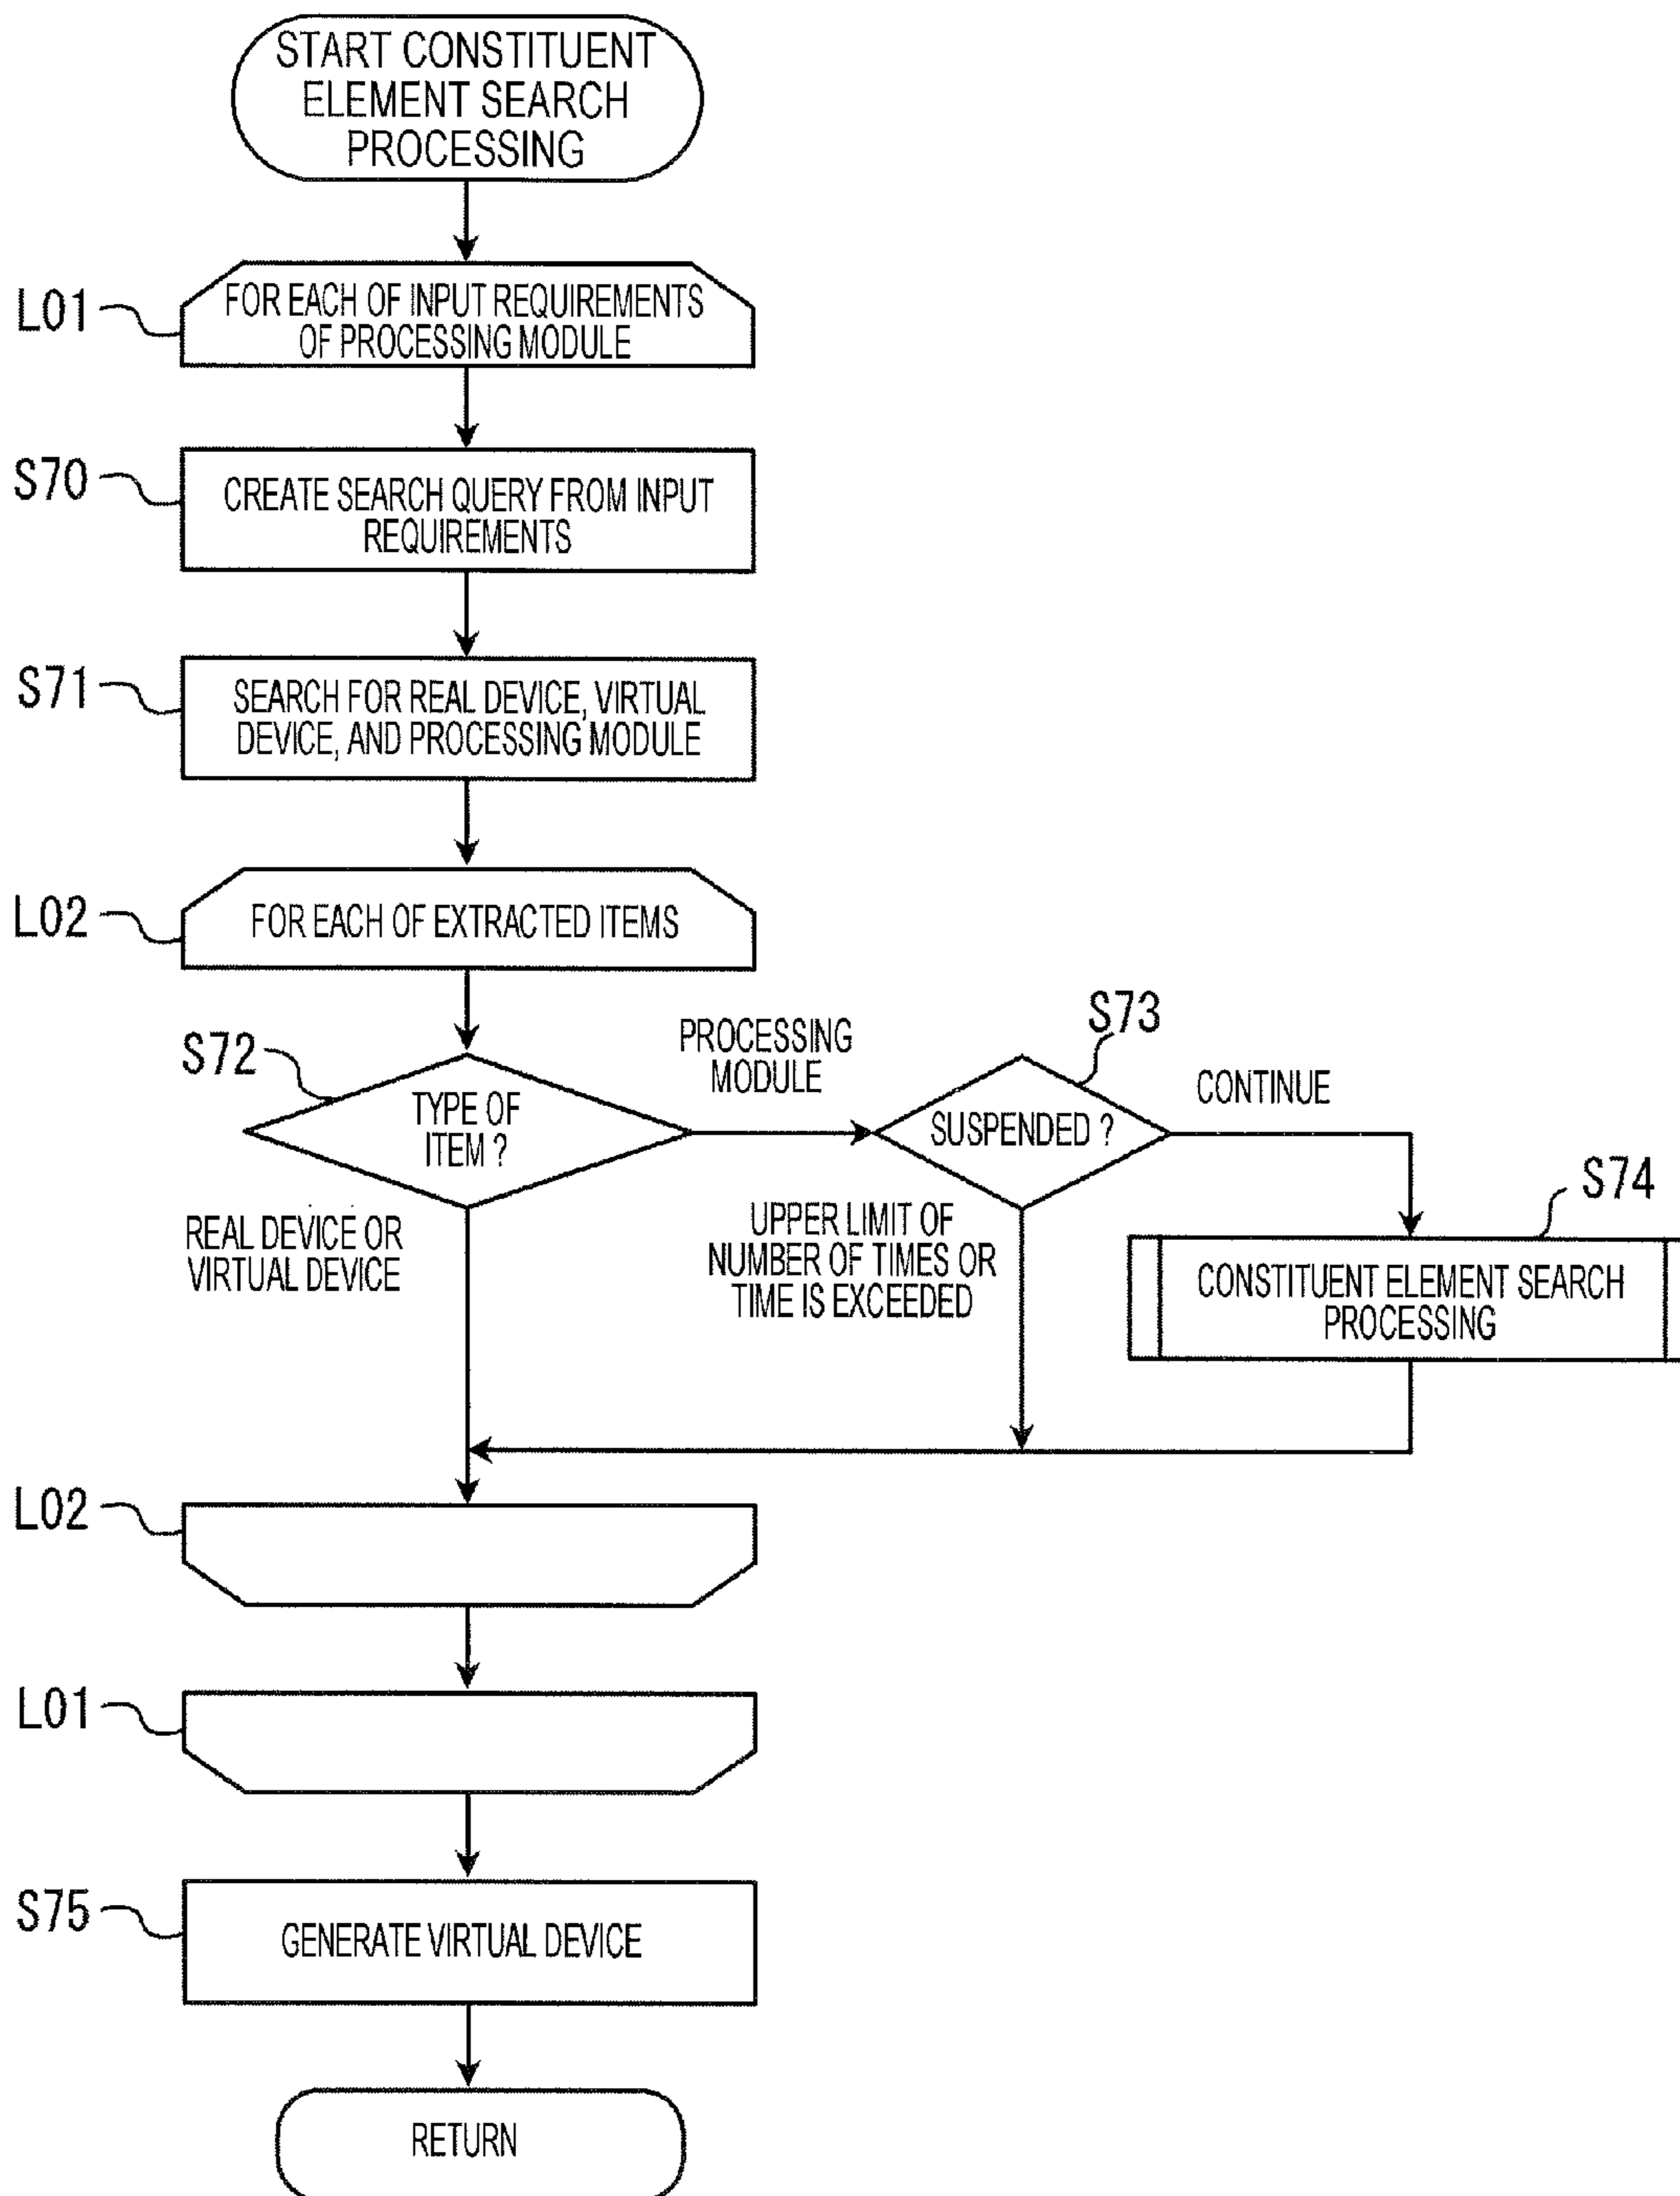 START CONSTITUENT
ELEMENT SEARCH
PROCESSING
L01
FOR EACH OF INPUT REQUIREMENTS
OF PROCESSING MODULE
S70
CREATE SEARCH QUERY FROM INPUT
REQUIREMENTS
S71
SEARCH FOR REAL DEVICE, VIRTUAL
DEVICE, AND PROCESSING MODULE
L02
FOR EACH OF EXTRACTED ITEMS
S72
TYPE OF
ITEM ?
PROCESSING
MODULE
S73
SUSPENDED ?
CONTINUE
REAL DEVICE OR
VIRTUAL DEVICE
UPPER LIMIT OF
NUMBER OF TIMES OR
TIME IS EXCEEDED
S74
CONSTITUENT ELEMENT SEARCH
PROCESSING
L02
L01
S75
GENERATE VIRTUAL DEVICE
RETURN